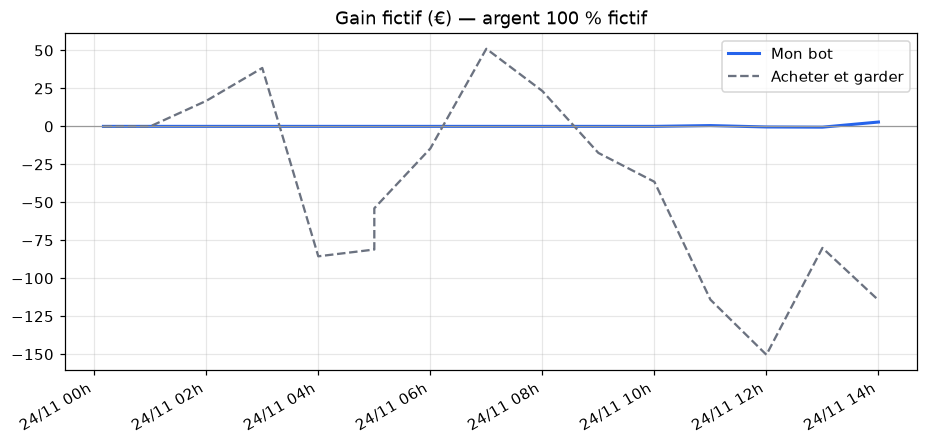 Gain fictif (€) — argent 100 % fictif
Mon bot
Acheter et garder
50
25
0
−25
−50
−75
−100
−125
−150
24/11 00h
24/11 02h
24/11 04h
24/11 06h
24/11 08h
24/11 10h
24/11 12h
24/11 14h